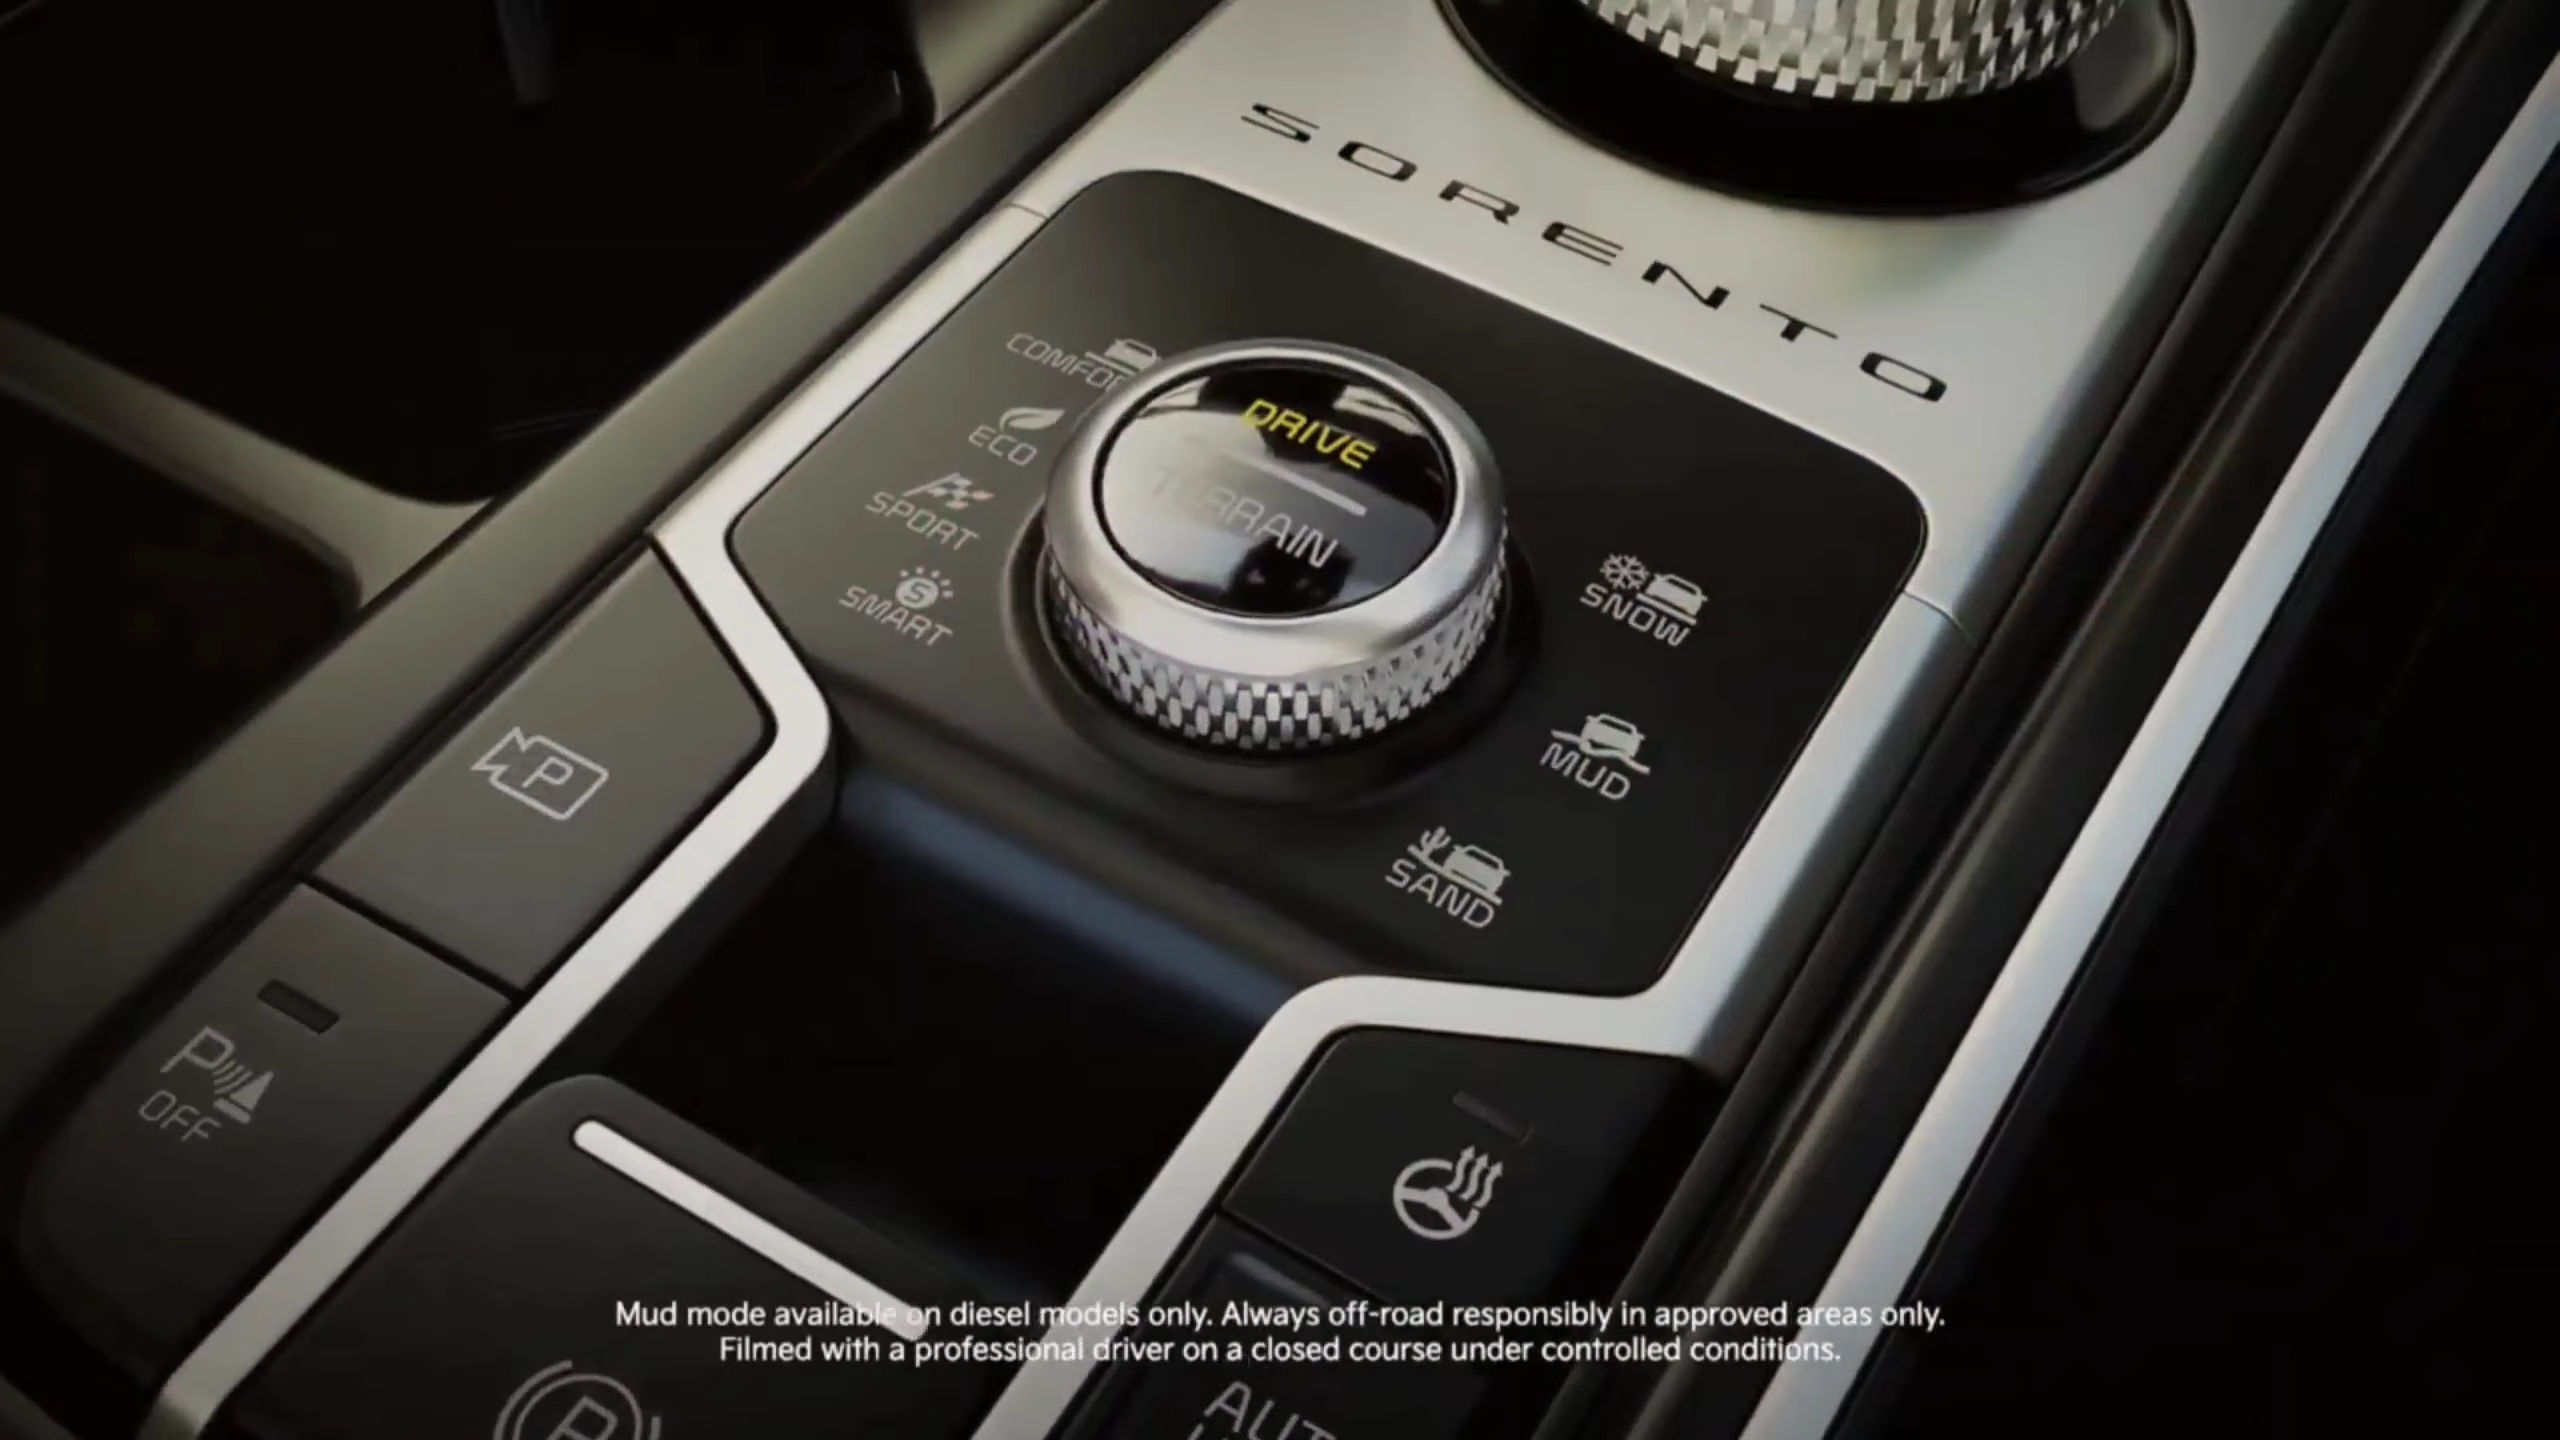 SORENTO
DRIVE
TERRAIN
ECO
SPORT
SMART
SNOW
MUD
SAND
P
P
OFF
P
Mud mode available on diesel models only. Always off-road responsibly in approved areas only.
Filmed with a professional driver on a closed course under controlled conditions.